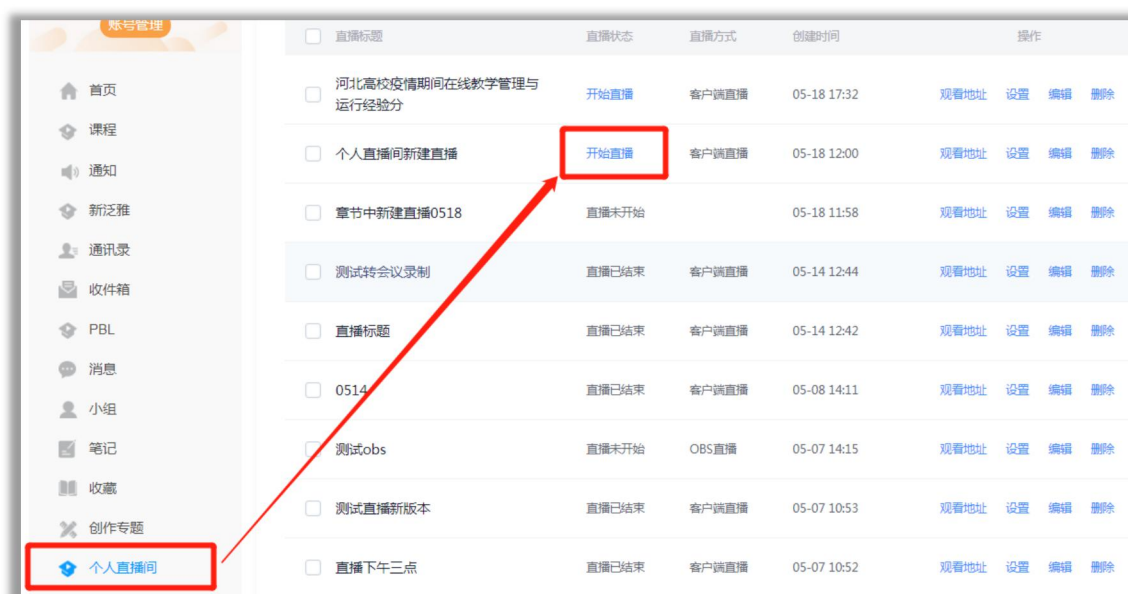 账号管理
首页
课程
通知
新泛雅
通讯录
收件箱
PBL
消息
小组
笔记
收藏
创作专题
个人直播间
直播标题 直播状态 直播方式 创建时间 操作
河北高校疫情期间在线教学管理与
运行经验分 开始直播 客户端直播 05-18 17:32 观看地址 设置 编辑 删除
个人直播间新建直播 开始直播 客户端直播 05-18 12:00 观看地址 设置 编辑 删除
章节中新建直播0518 直播未开始 05-18 11:58 观看地址 设置 编辑 删除
测试转会议录制 直播已结束 客户端直播 05-14 12:44 观看地址 设置 编辑 删除
直播标题 直播已结束 客户端直播 05-14 12:42 观看地址 设置 编辑 删除
0514 直播已结束 客户端直播 05-08 14:11 观看地址 设置 编辑 删除
测试obs 直播未开始 OBS直播 05-07 14:15 观看地址 设置 编辑 删除
测试直播新版本 直播已结束 客户端直播 05-07 10:53 观看地址 设置 编辑 删除
直播下午三点 直播已结束 客户端直播 05-07 10:52 观看地址 设置 编辑 删除